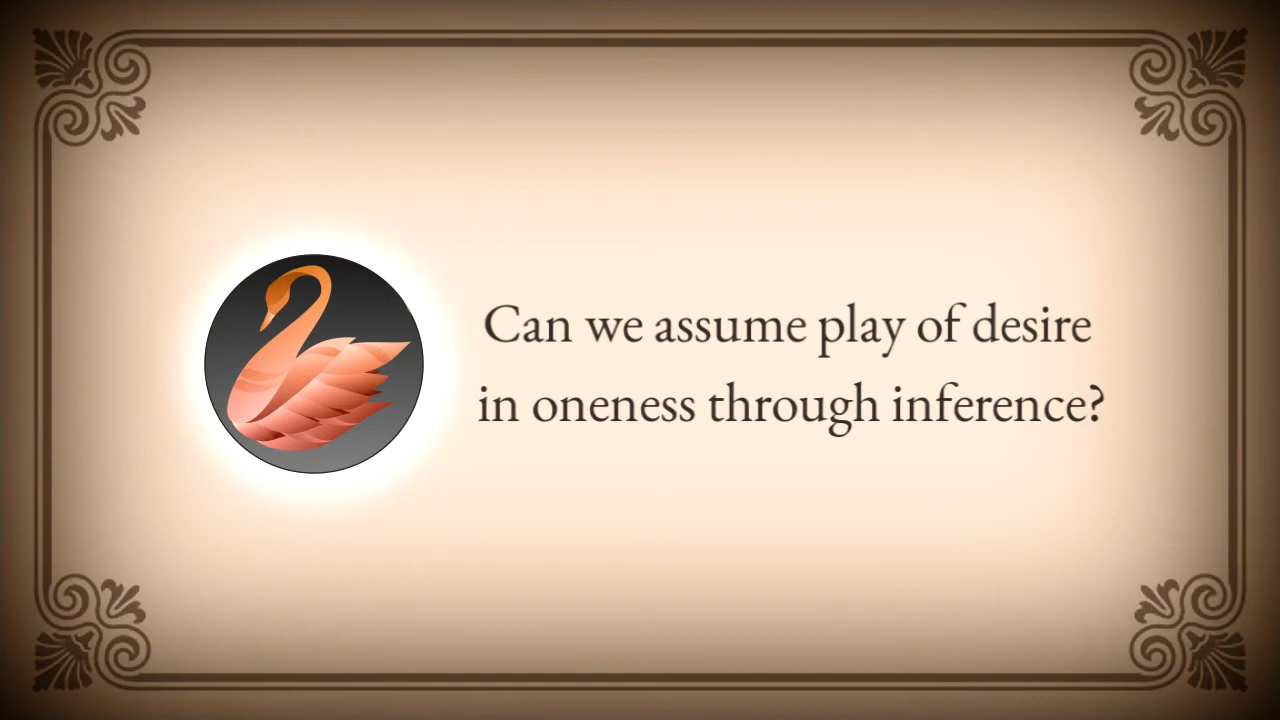 Can we assume play of desire
in oneness through inference?